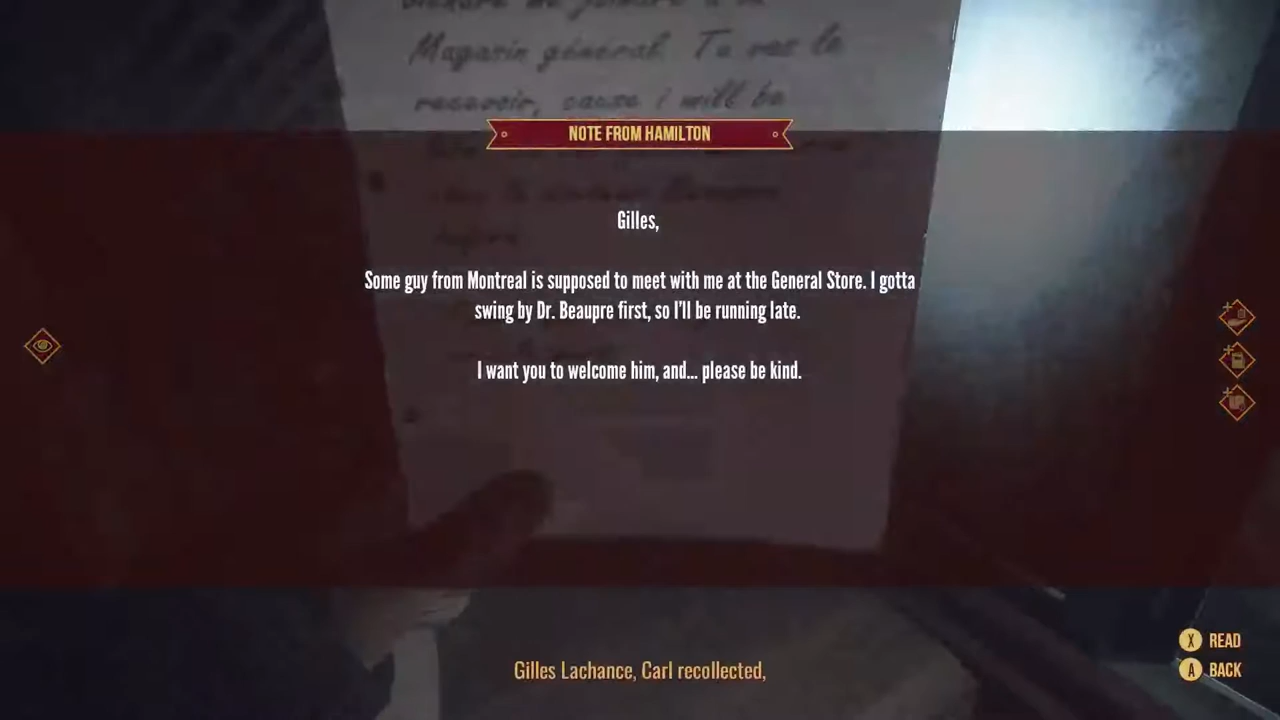 Magasin général. Tu vas le
reservoir, cause i will be
NOTE FROM HAMILTON
Gilles,
Some guy from Montreal is supposed to meet with me at the General Store. I gotta
swing by Dr. Beaupre first, so I'll be running late.
I want you to welcome him, and... please be kind.
X READ
A BACK
Gilles Lachance, Carl recollected,